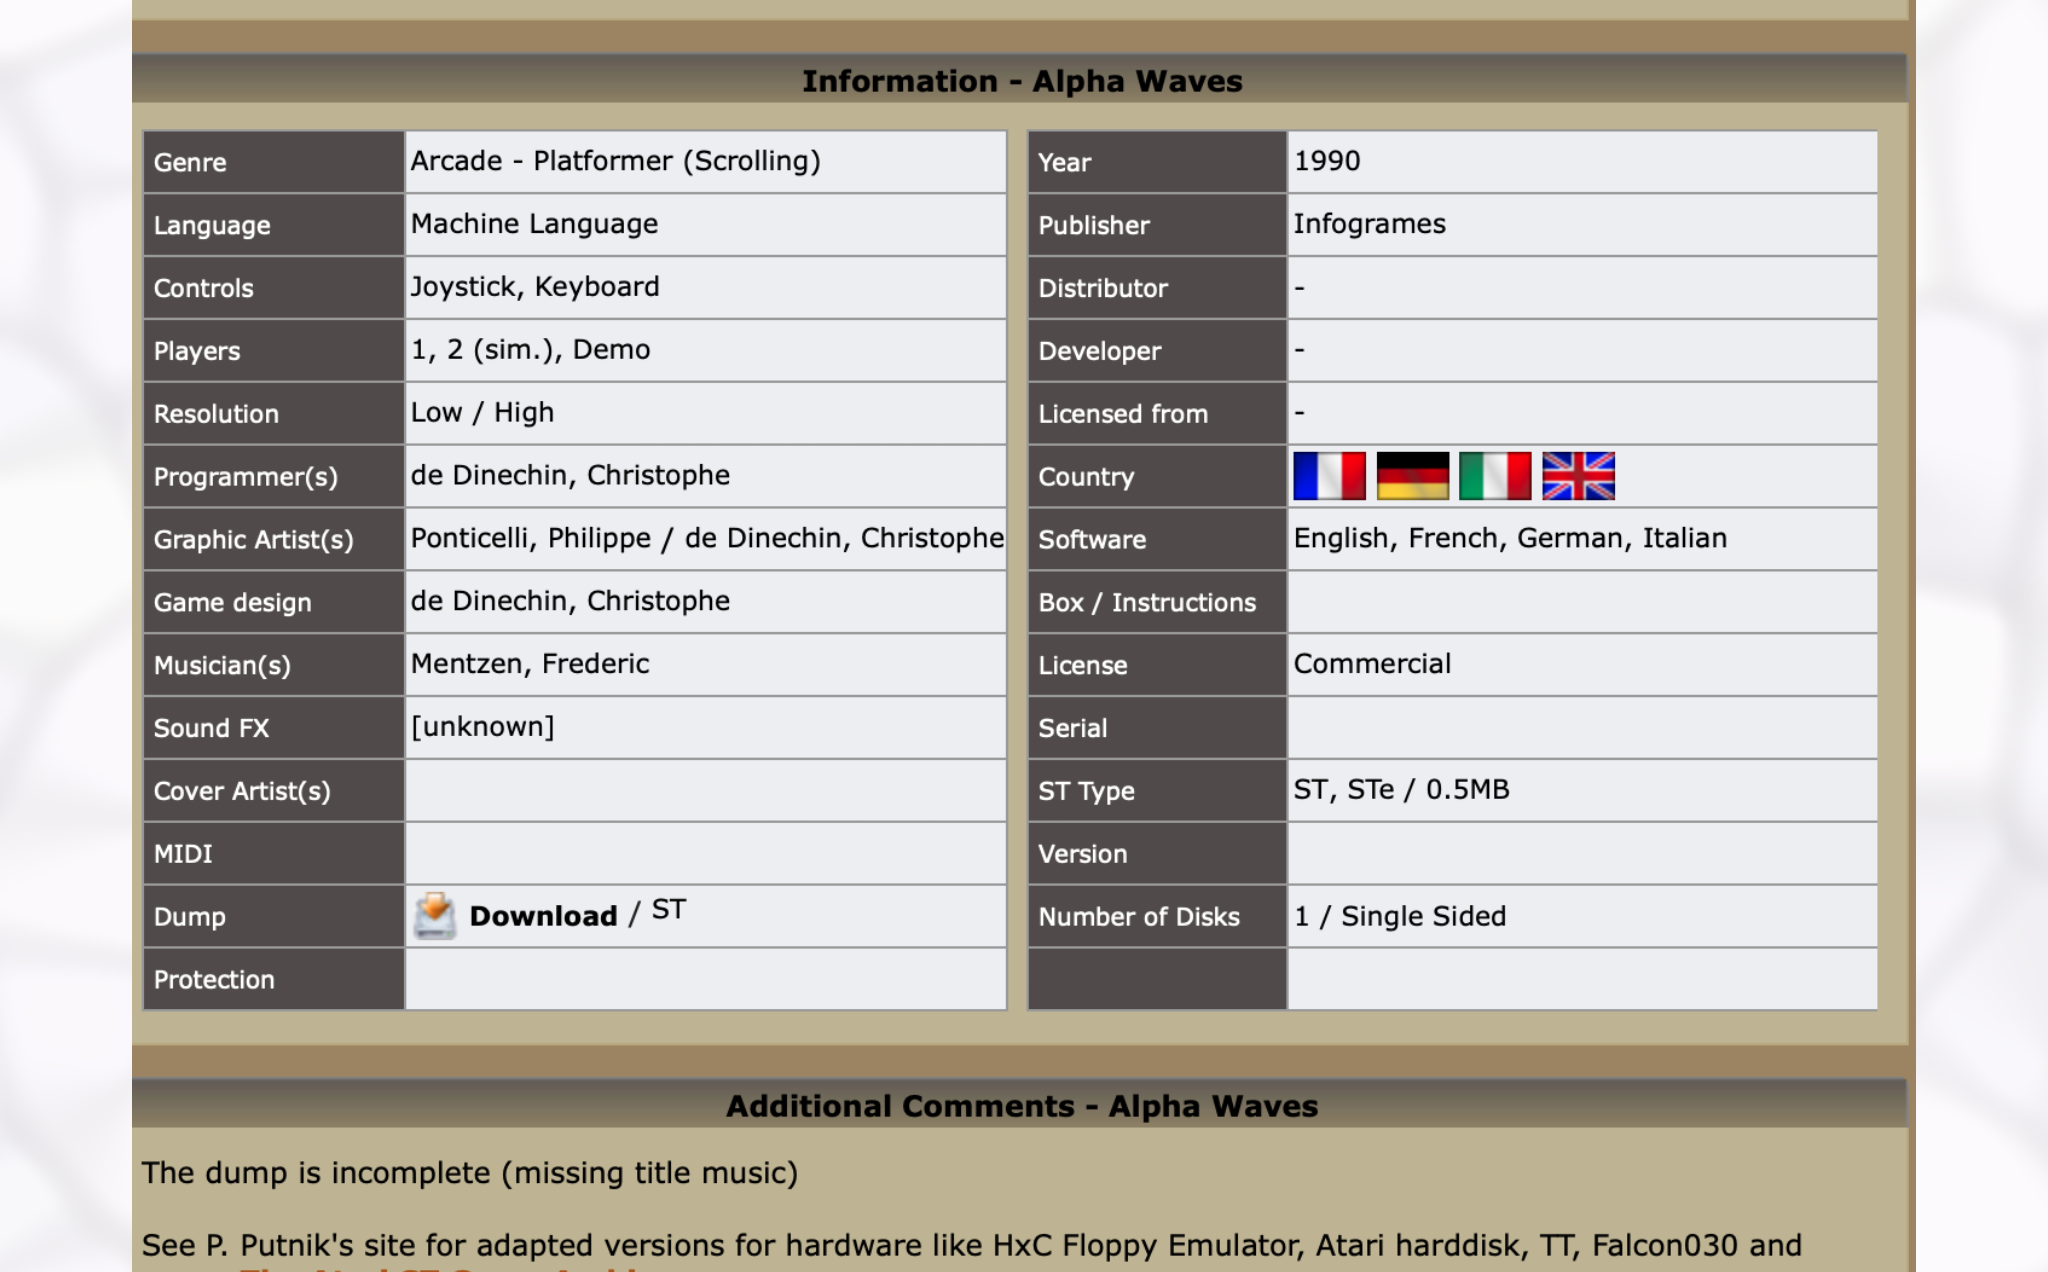 Information - Alpha Waves
Genre Arcade - Platformer (Scrolling)
Language Machine Language
Controls Joystick, Keyboard
Players 1, 2 (sim.), Demo
Resolution Low / High
Programmer(s) de Dinechin, Christophe
Graphic Artist(s) Ponticelli, Philippe / de Dinechin, Christophe
Game design de Dinechin, Christophe
Musician(s) Mentzen, Frederic
Sound FX [unknown]
Cover Artist(s)
MIDI
Dump Download / ST
Protection
Year 1990
Publisher Infogrames
Distributor -
Developer -
Licensed from -
Country
Software English, French, German, Italian
Box / Instructions
License Commercial
Serial
ST Type ST, STe / 0.5MB
Version
Number of Disks 1 / Single Sided
Additional Comments - Alpha Waves
The dump is incomplete (missing title music)
See P. Putnik's site for adapted versions for hardware like HxC Floppy Emulator, Atari harddisk, TT, Falcon030 and